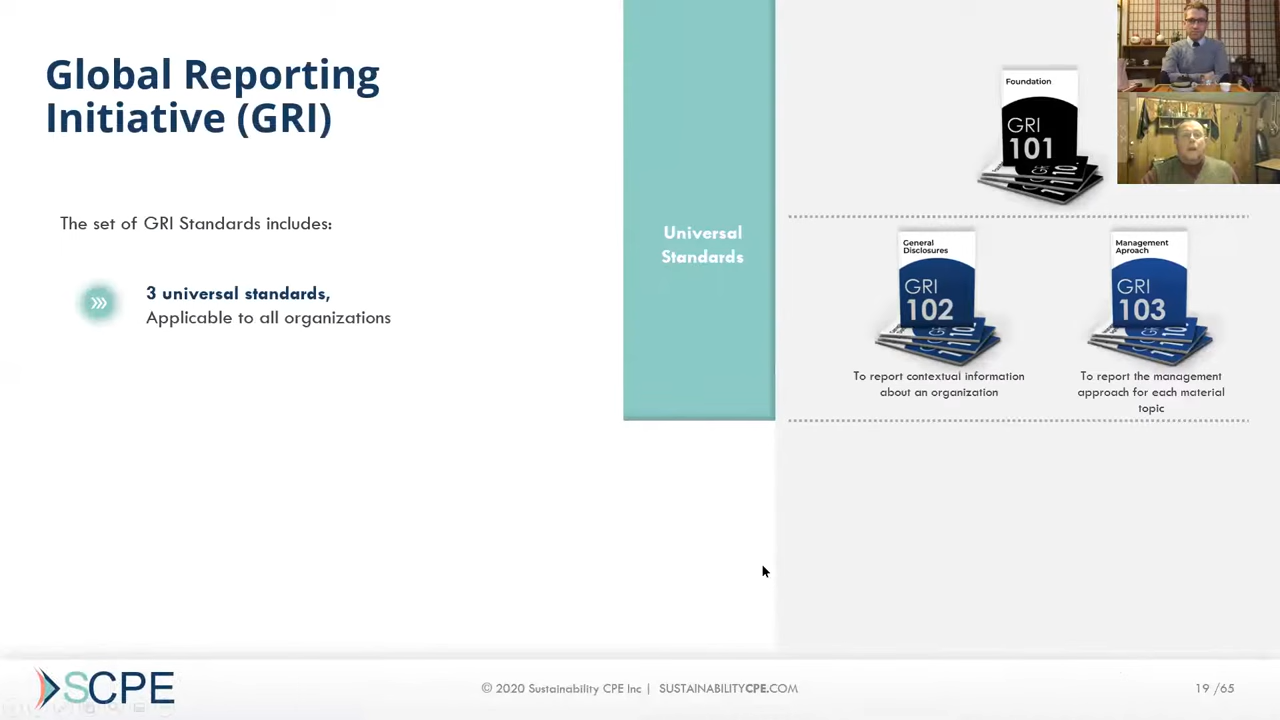 Global Reporting
Initiative (GRI)
The set of GRI Standards includes:
3 universal standards,
Applicable to all organizations
Universal
Standards
Foundation
GRI
101
General
Disclosures
GRI
102
To report contextual information
about an organization
Management
Aproach
GRI
103
To report the management
approach for each material
topic
SCPE
© 2020 Sustainability CPE Inc | SUSTAINABILITYCPE.COM
19 /65